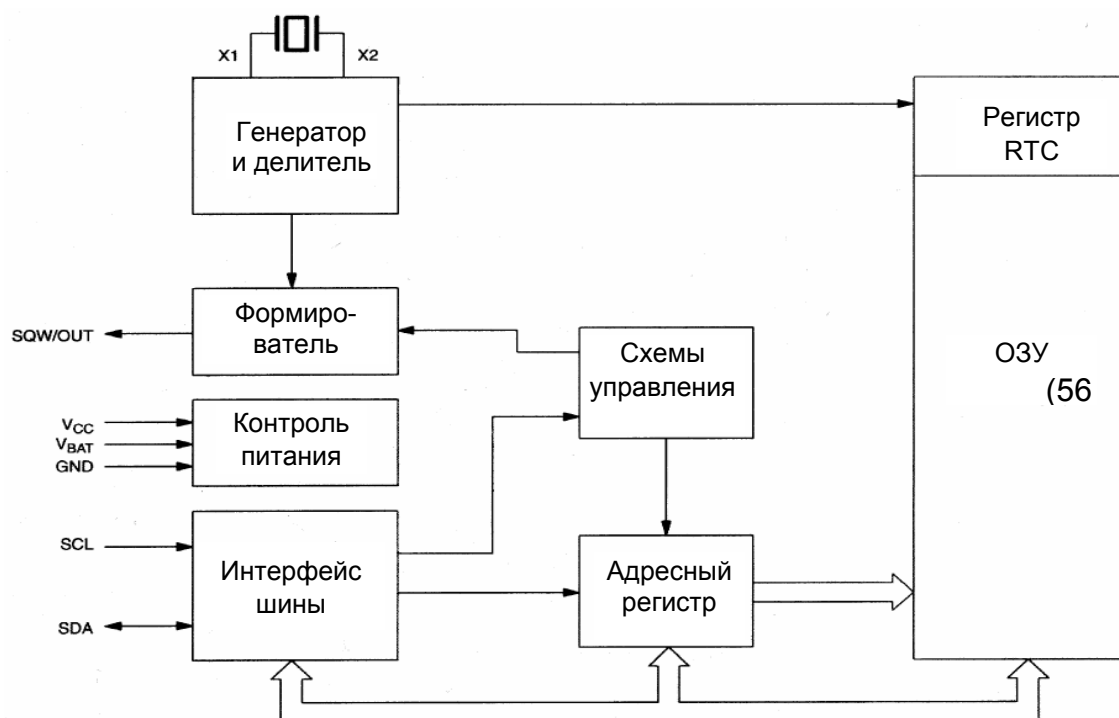 X1
X2
Генератор
и делитель
Регистр
RTC
SQW/OUT
Формиро-
ватель
Схемы
управления
ОЗУ
(56
VCC
VBAT
GND
Контроль
питания
SCL
SDA
Интерфейс
шины
Адресный
регистр